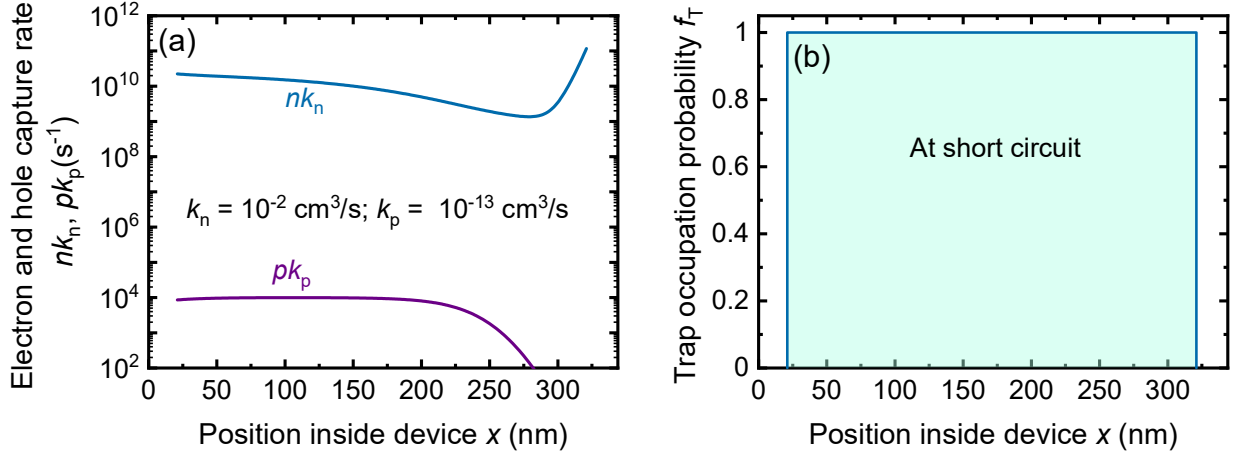 (a)
Electron and hole capture rate
nkn, pkp(s⁻¹)
10¹²
10¹⁰
10⁸
10⁶
10⁴
10²
nkn
kn = 10⁻² cm³/s; kp = 10⁻¹³ cm³/s
pkp
0 50 100 150 200 250 300
Position inside device x (nm)
(b)
Trap occupation probability fT
1
0.8
0.6
0.4
0.2
0
At short circuit
0 50 100 150 200 250 300
Position inside device x (nm)